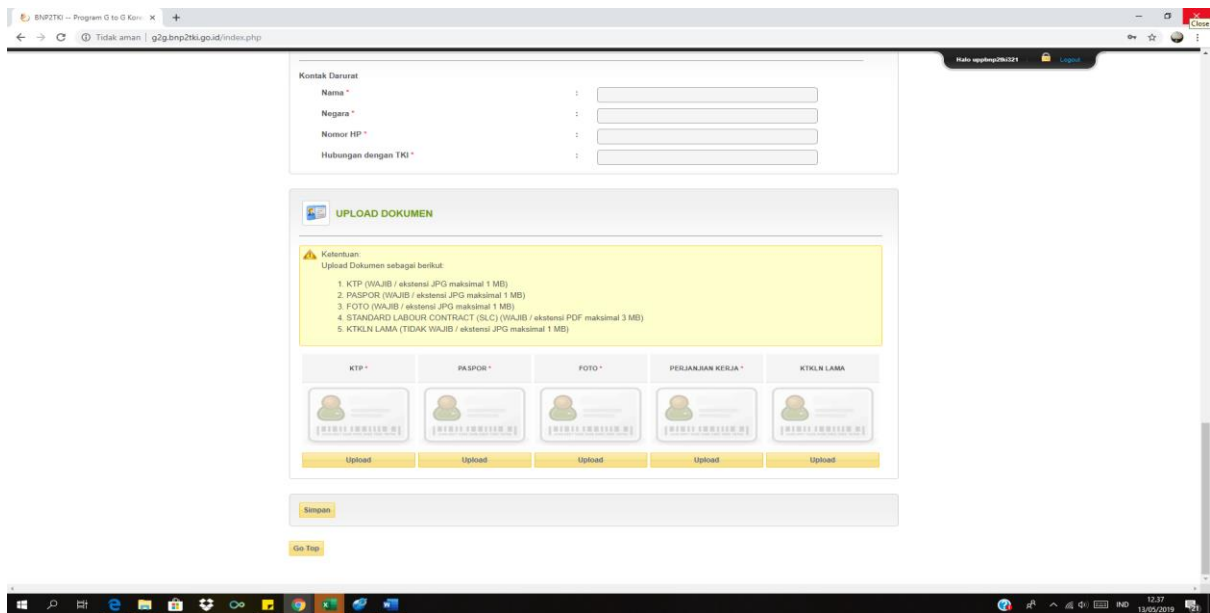 BNP2TKI -- Program G to G Kore
Close
Tidak aman | g2g.bnp2tki.go.id/index.php
Halo
Logout
Kontak Darurat
Nama * :
Negara * :
Nomor HP * :
Hubungan dengan TKI * :
UPLOAD DOKUMEN
Ketentuan:
Upload Dokumen sebagai berikut:
1. KTP (WAJIB / ekstensi JPG maksimal 1 MB)
2. PASPOR (WAJIB / ekstensi JPG maksimal 1 MB)
3. FOTO (WAJIB / ekstensi JPG maksimal 1 MB)
4. STANDARD LABOUR CONTRACT (SLC) (WAJIB / ekstensi PDF maksimal 3 MB)
5. KTKLN LAMA (TIDAK WAJIB / ekstensi JPG maksimal 1 MB)
KTP * PASPOR * FOTO * PERJANJIAN KERJA * KTKLN LAMA
Upload Upload Upload Upload Upload
Simpan
Go Top
IND
12.37
13/05/2019